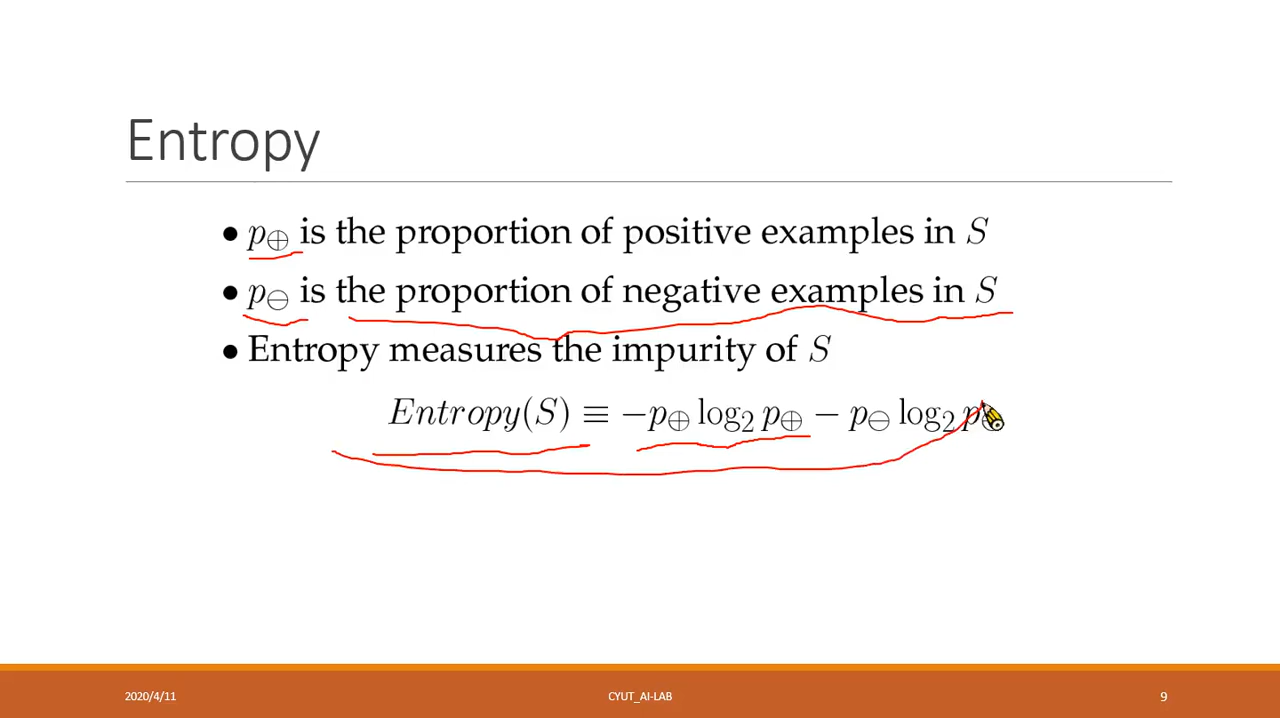 Entropy
• p⊕ is the proportion of positive examples in S
• p⊖ is the proportion of negative examples in S
• Entropy measures the impurity of S
Entropy(S) ≡ −p⊕ log₂ p⊕ − p⊖ log₂ p
2020/4/11
CYUT_AI-LAB
9